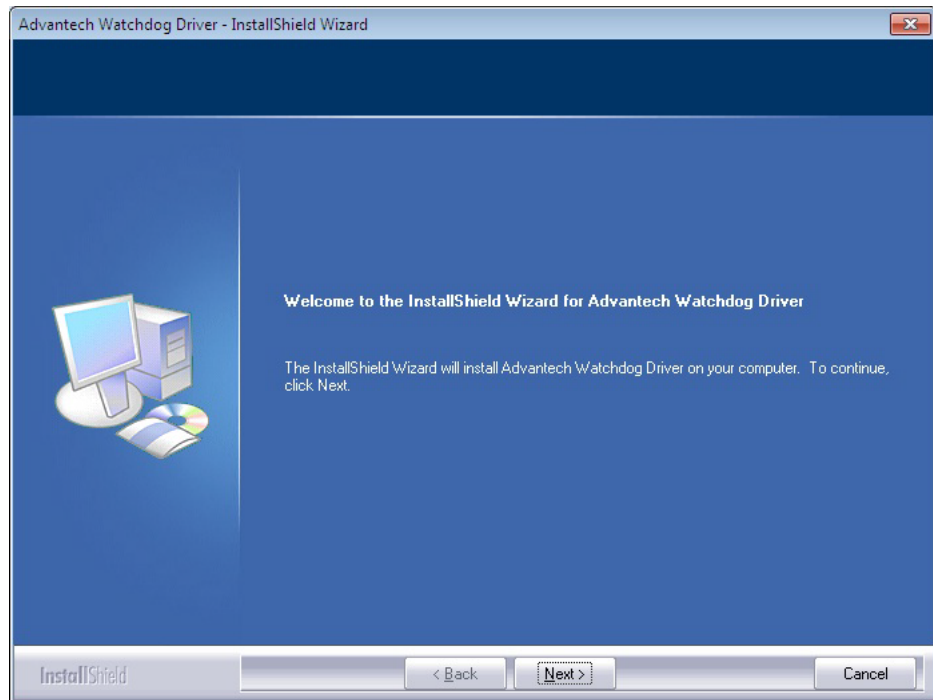 Advantech Watchdog Driver - InstallShield Wizard
Welcome to the InstallShield Wizard for Advantech Watchdog Driver
The InstallShield Wizard will install Advantech Watchdog Driver on your computer. To continue,
click Next.
InstallShield
< Back
Next >
Cancel